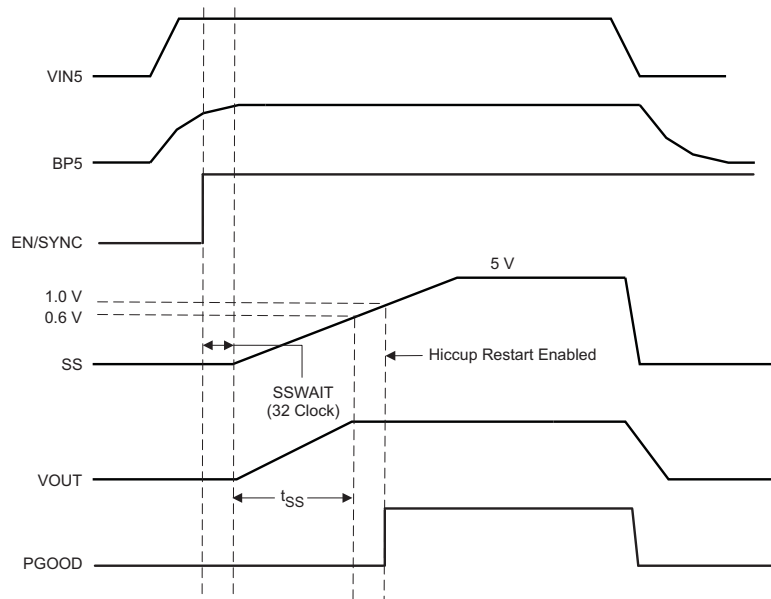 VIN5
BP5
EN/SYNC
5 V
1.0 V
0.6 V
Hiccup Restart Enabled
SS
SSWAIT
(32 Clock)
VOUT
tSS
PGOOD